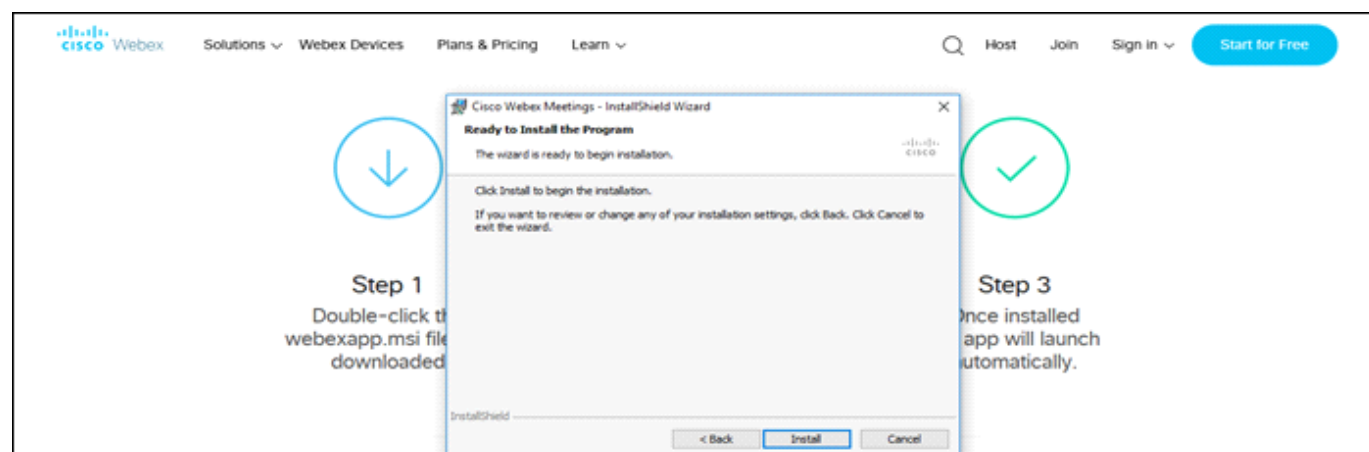 CISCO Webex Solutions Webex Devices Plans & Pricing Learn Host Join Sign in Start for Free
Cisco Webex Meetings - InstallShield Wizard
Ready to Install the Program
The wizard is ready to begin installation.
CISCO
Click Install to begin the installation.
If you want to review or change any of your installation settings, click Back. Click Cancel to
exit the wizard.
InstallShield
< Back Install Cancel
Step 1
Double-click
webexapp.msi
downloaded
Step 3
installed
app will launch
automatically.